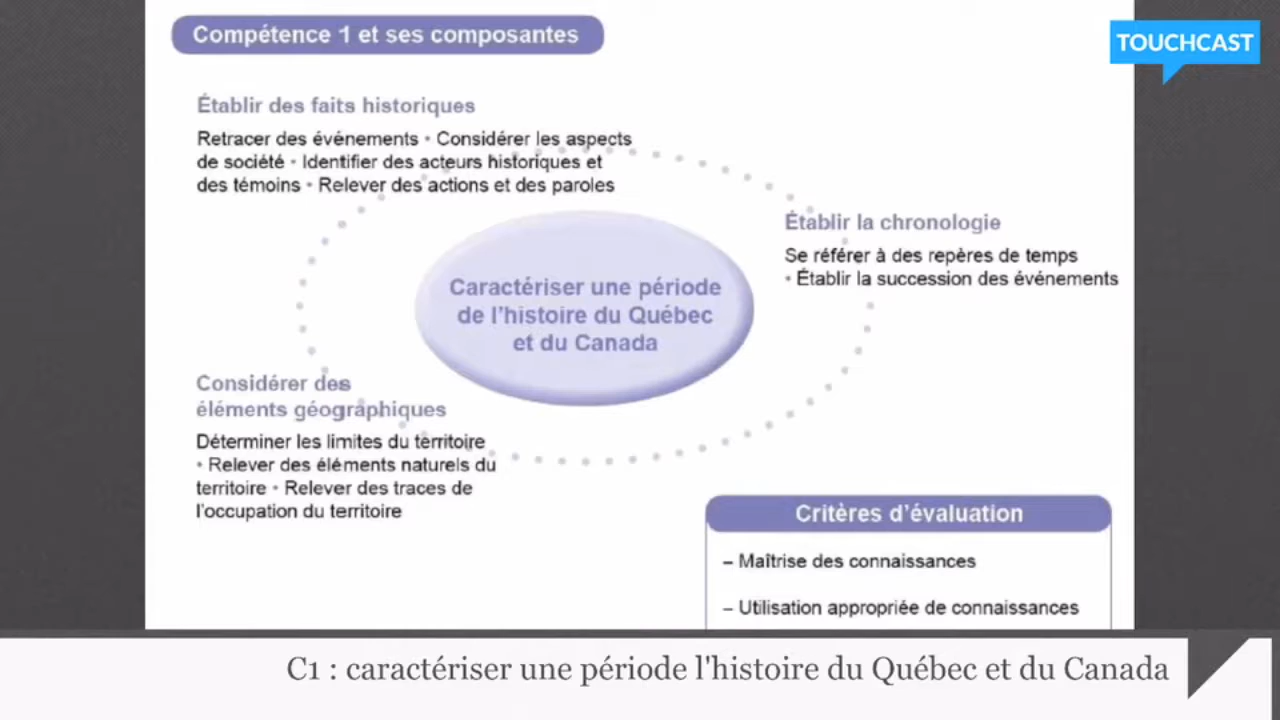 Compétence 1 et ses composantes
TOUCHCAST
Établir des faits historiques
Retracer des événements • Considérer les aspects
de société • Identifier des acteurs historiques et
des témoins • Relever des actions et des paroles
Établir la chronologie
Se référer à des repères de temps
• Établir la succession des événements
Caractériser une période
de l'histoire du Québec
et du Canada
Considérer des
éléments géographiques
Déterminer les limites du territoire
• Relever des éléments naturels du
territoire • Relever des traces de
l'occupation du territoire
Critères d'évaluation
– Maîtrise des connaissances
– Utilisation appropriée de connaissances
C1 : caractériser une période l'histoire du Québec et du Canada